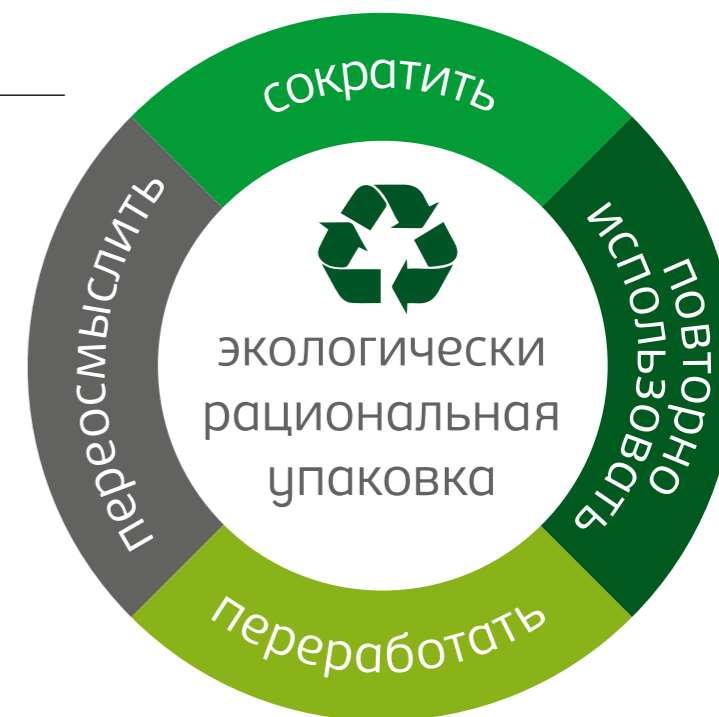 сократить
повторно
использовать
переработать
переосмыслить
экологически
рациональная
упаковка